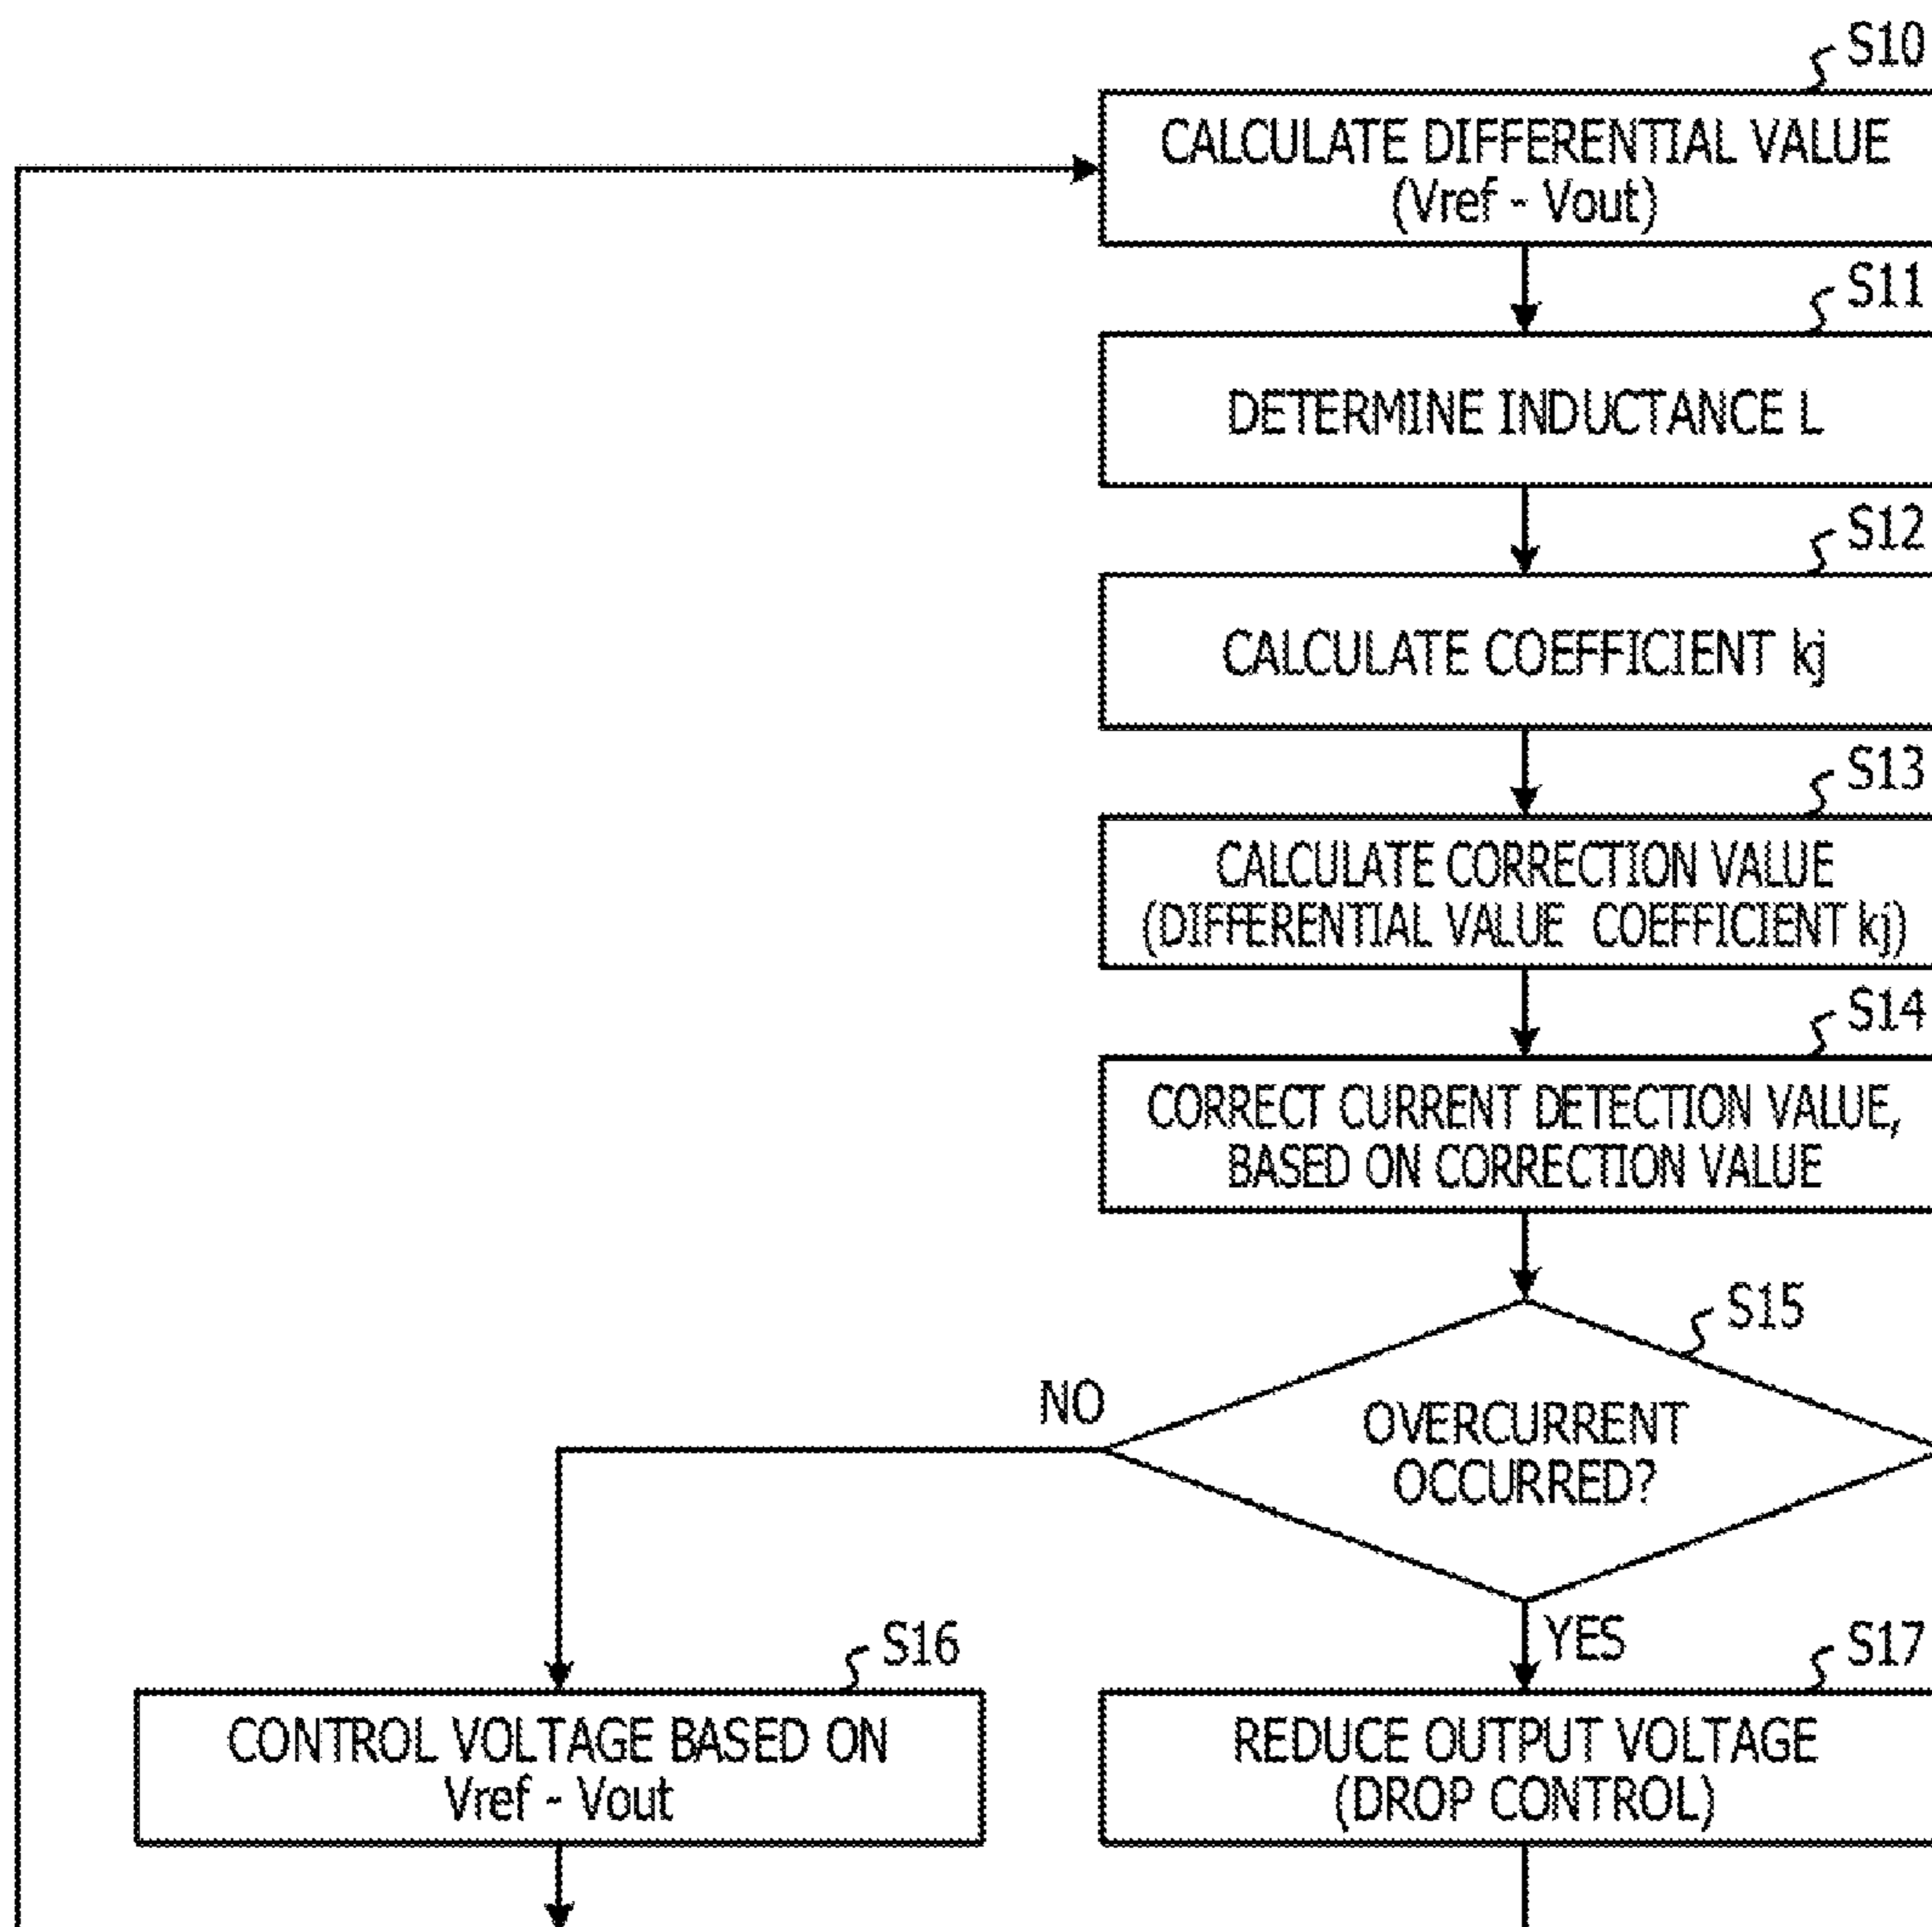 S10
CALCULATE DIFFERENTIAL VALUE
(Vref - Vout)
S11
DETERMINE INDUCTANCE L
S12
CALCULATE COEFFICIENT kj
S13
CALCULATE CORRECTION VALUE
(DIFFERENTIAL VALUE COEFFICIENT kj)
S14
CORRECT CURRENT DETECTION VALUE,
BASED ON CORRECTION VALUE
S15
OVERCURRENT
OCCURRED?
NO
YES
S16
CONTROL VOLTAGE BASED ON
Vref - Vout
S17
REDUCE OUTPUT VOLTAGE
(DROP CONTROL)